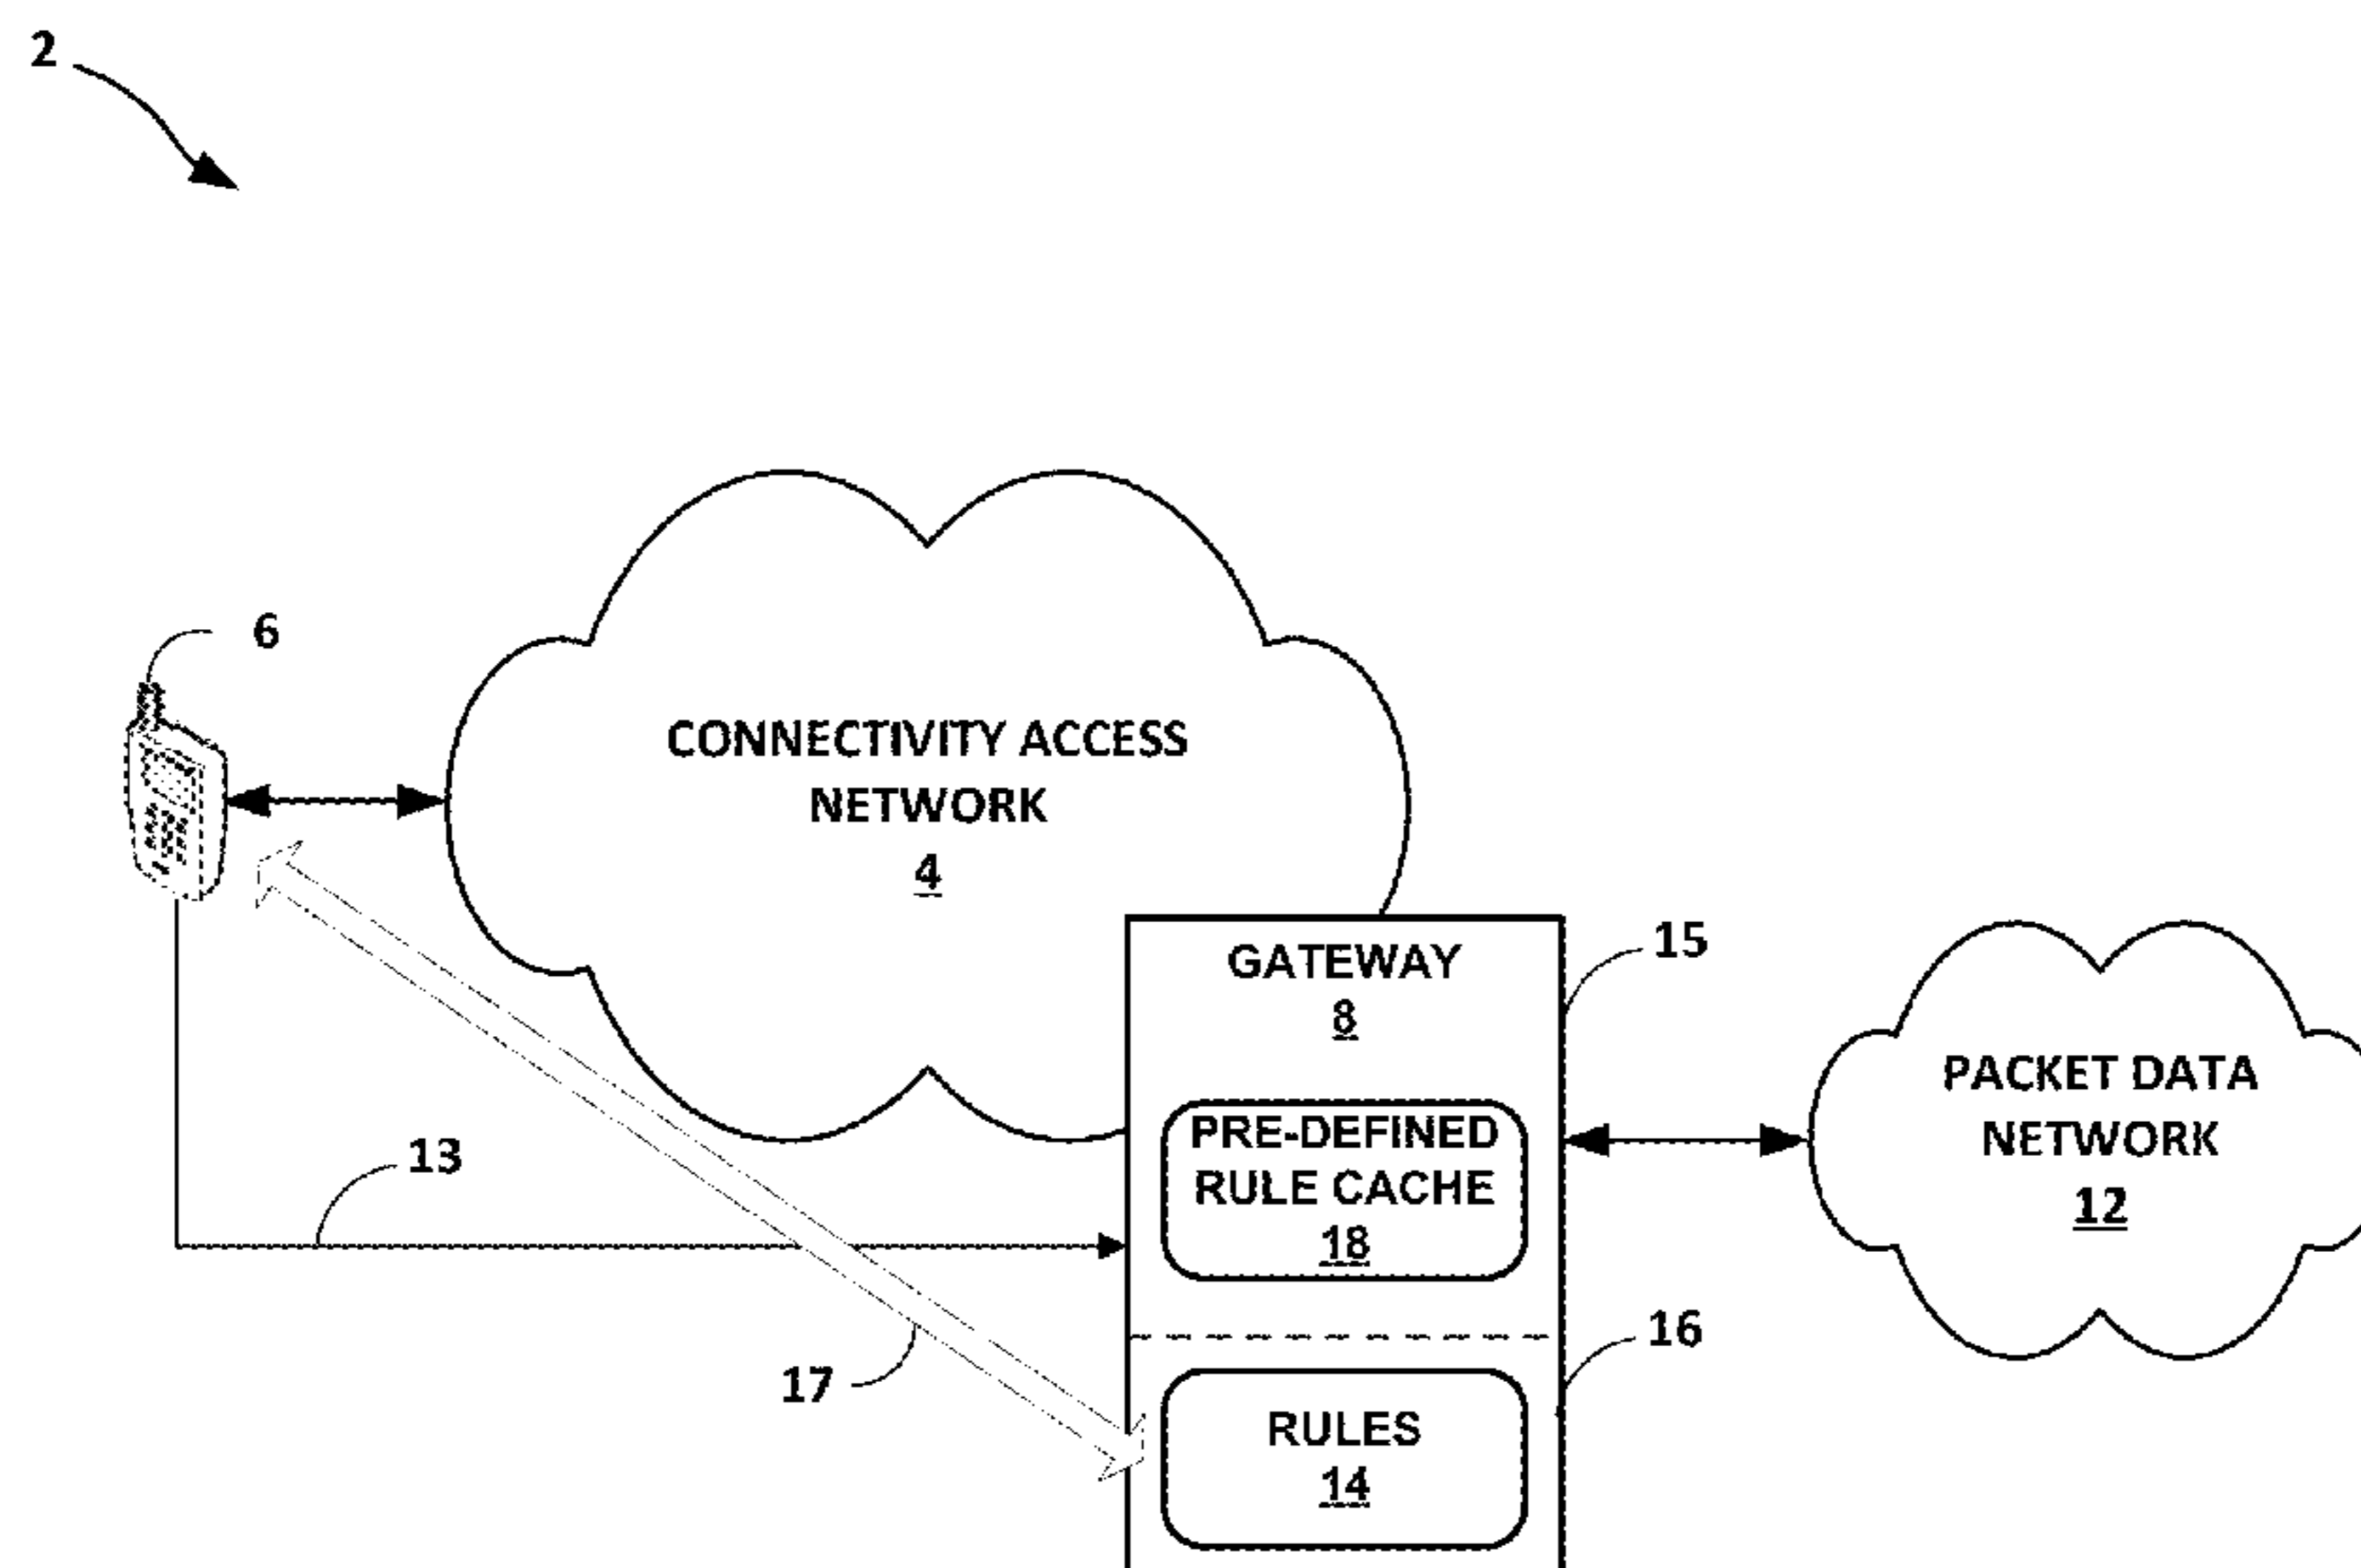 2
6
CONNECTIVITY ACCESS
NETWORK
4
GATEWAY
8
15
PRE-DEFINED
RULE CACHE
18
PACKET DATA
NETWORK
12
13
16
17
RULES
14